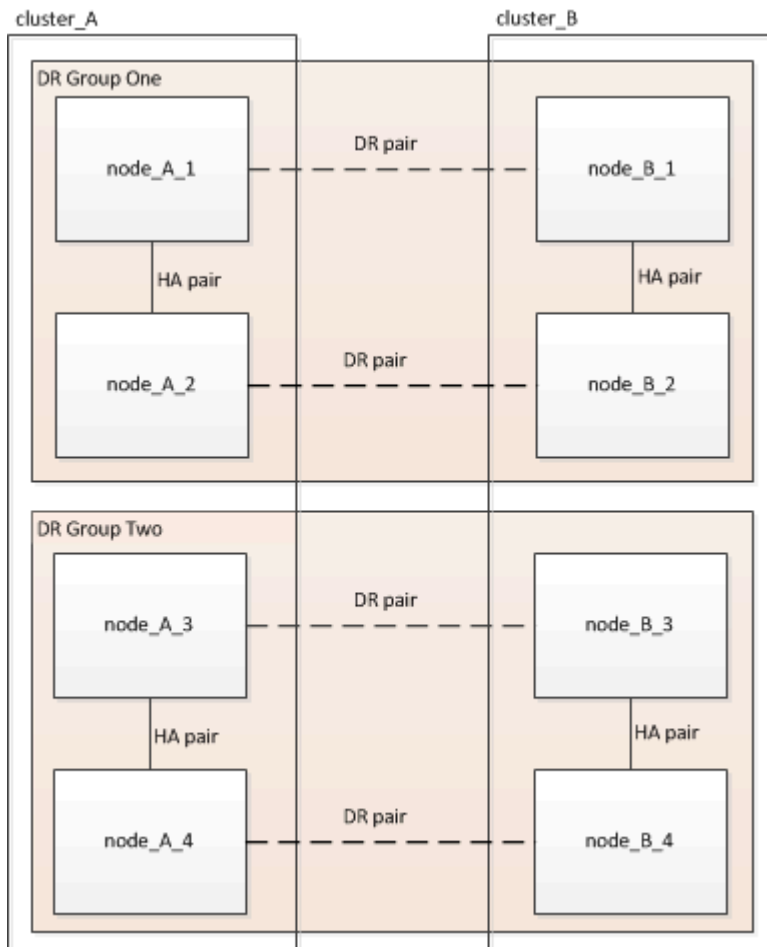 cluster_A
cluster_B
DR Group One
node_A_1
DR pair
node_B_1
HA pair
HA pair
node_A_2
DR pair
node_B_2
DR Group Two
node_A_3
DR pair
node_B_3
HA pair
HA pair
node_A_4
DR pair
node_B_4